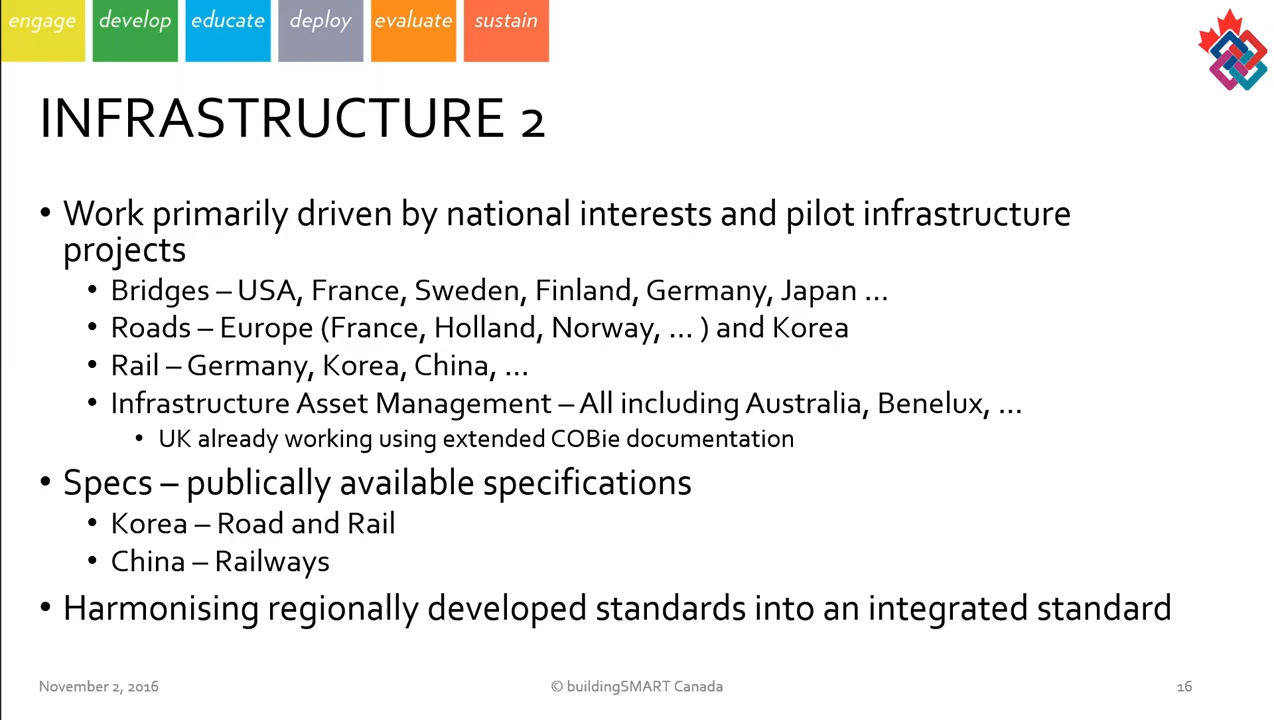 engage develop educate deploy evaluate sustain
INFRASTRUCTURE 2
• Work primarily driven by national interests and pilot infrastructure
projects
• Bridges – USA, France, Sweden, Finland, Germany, Japan ...
• Roads – Europe (France, Holland, Norway, ... ) and Korea
• Rail – Germany, Korea, China, ...
• Infrastructure Asset Management – All including Australia, Benelux, ...
• UK already working using extended COBie documentation
• Specs – publically available specifications
• Korea – Road and Rail
• China – Railways
• Harmonising regionally developed standards into an integrated standard
November 2, 2016 © buildingSMART Canada 16